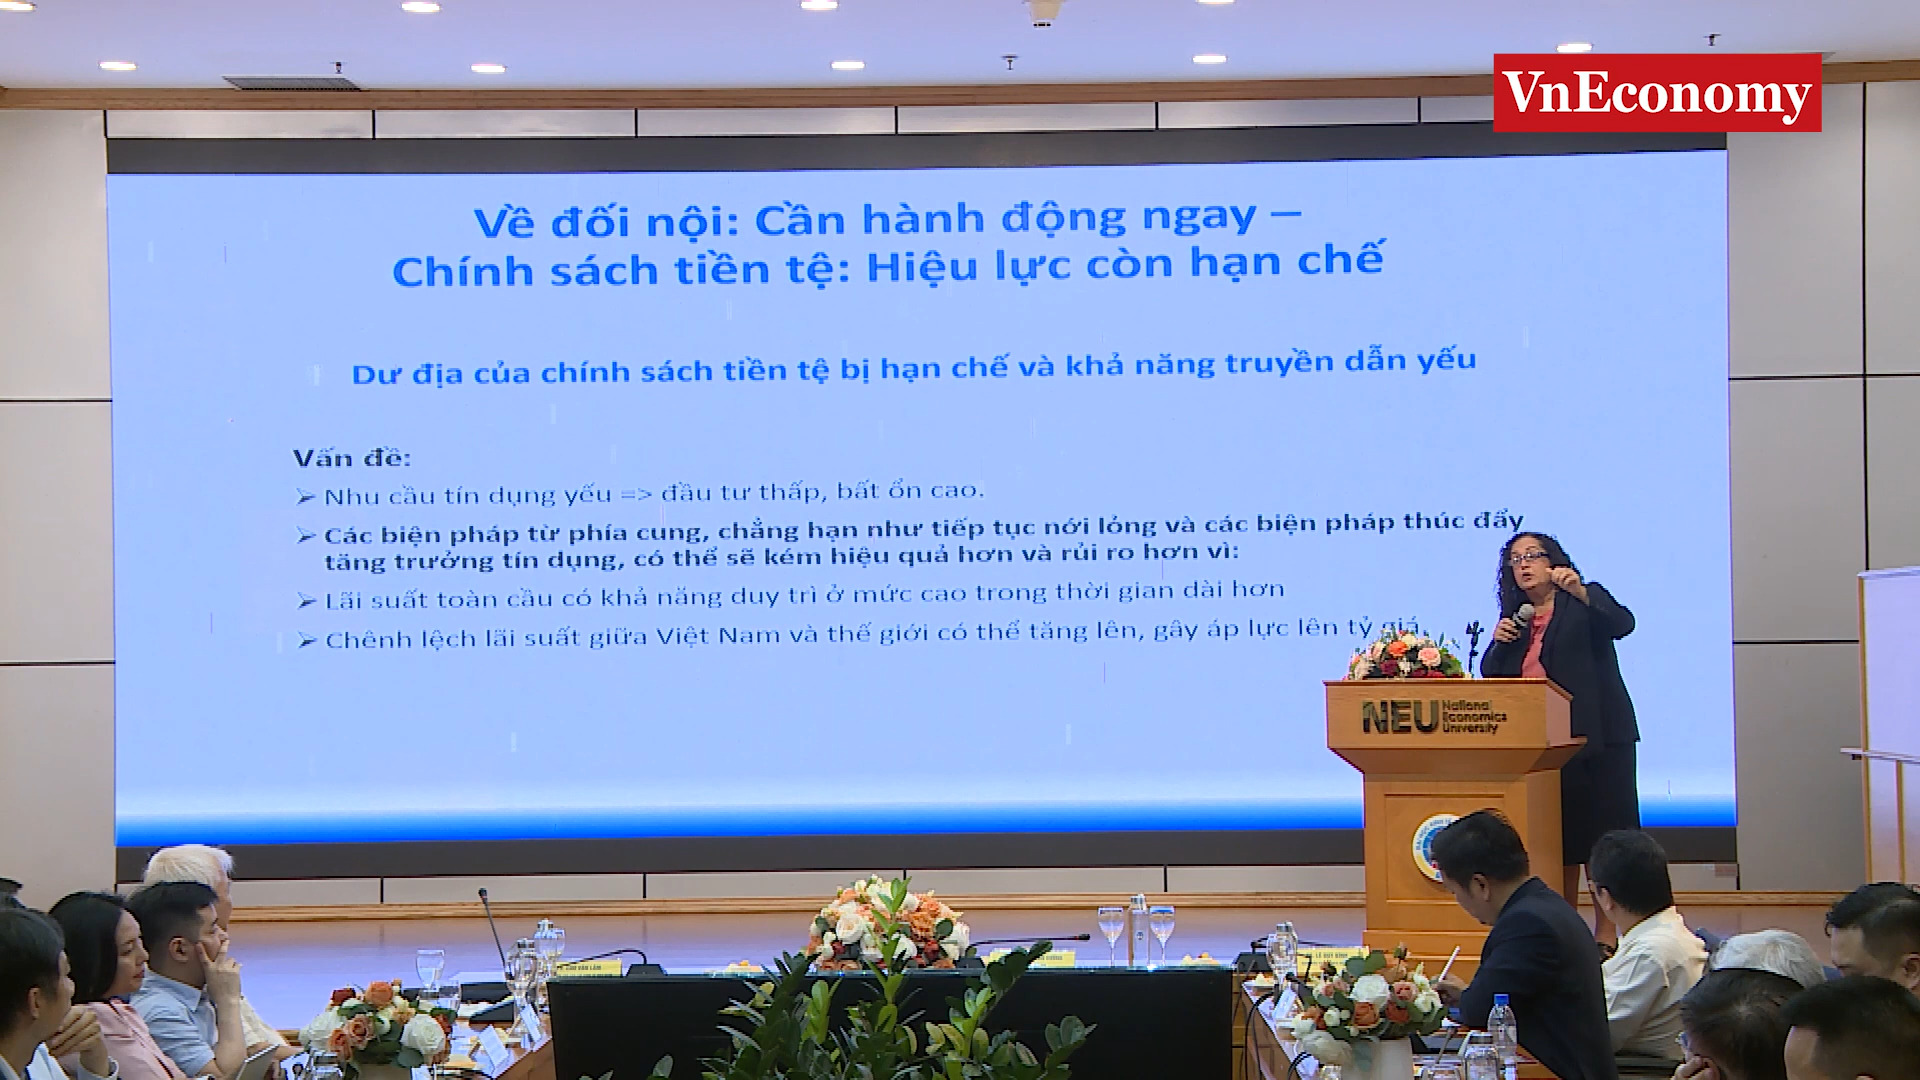 VnEconomy
Về đối nội: Cần hành động ngay –
Chính sách tiền tệ: Hiệu lực còn hạn chế
Dư địa của chính sách tiền tệ bị hạn chế và khả năng truyền dẫn yếu
Vấn đề:
➢ Nhu cầu tín dụng yếu => đầu tư thấp, bất ổn cao.
➢ Các biện pháp từ phía cung, chẳng hạn như tiếp tục nới lỏng và các biện pháp thúc đẩy
tăng trưởng tín dụng, có thể sẽ kém hiệu quả hơn và rủi ro hơn vì:
➢ Lãi suất toàn cầu có khả năng duy trì ở mức cao trong thời gian dài hơn
➢ Chênh lệch lãi suất giữa Việt Nam và thế giới có thể tăng lên, gây áp lực lên tỷ giá.
NEU
National
Economics
University